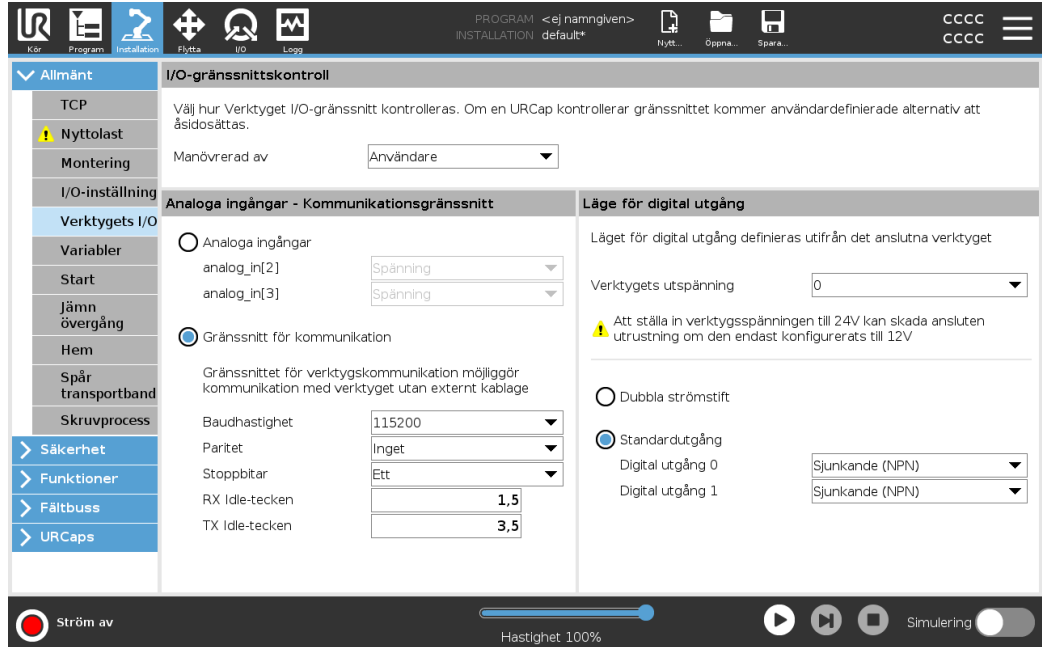 UR
Kör
Program
Installation
Flytta
I/O
Logg
PROGRAM <ej namngiven>
INSTALLATION default*
Nytt...
Öppna...
Spara...
CCCC
CCCC
Allmänt
TCP
Nyttolast
Montering
I/O-inställning
Verktygets I/O
Variabler
Start
Jämn
övergång
Hem
Spår
transportband
Skruvprocess
Säkerhet
Funktioner
Fältbuss
URCaps
I/O-gränssnittskontroll
Välj hur Verktyget I/O-gränssnitt kontrolleras. Om en URCap kontrollerar gränssnittet kommer användardefinierade alternativ att
åsidosättas.
Manövrerad av Användare
Analoga ingångar - Kommunikationsgränssnitt
Analoga ingångar
analog_in[2] Spänning
analog_in[3] Spänning
Gränssnitt för kommunikation
Gränssnittet för verktygskommunikation möjliggör
kommunikation med verktyget utan externt kablage
Baudhastighet 115200
Paritet Inget
Stoppbitar Ett
RX Idle-tecken 1,5
TX Idle-tecken 3,5
Läge för digital utgång
Läget för digital utgång definieras utifrån det anslutna verktyget
Verktygets utspänning 0
Att ställa in verktygsspänningen till 24V kan skada ansluten
utrustning om den endast konfigurerats till 12V
Dubbla strömstift
Standardutgång
Digital utgång 0 Sjunkande (NPN)
Digital utgång 1 Sjunkande (NPN)
Ström av
Hastighet 100%
Simulering